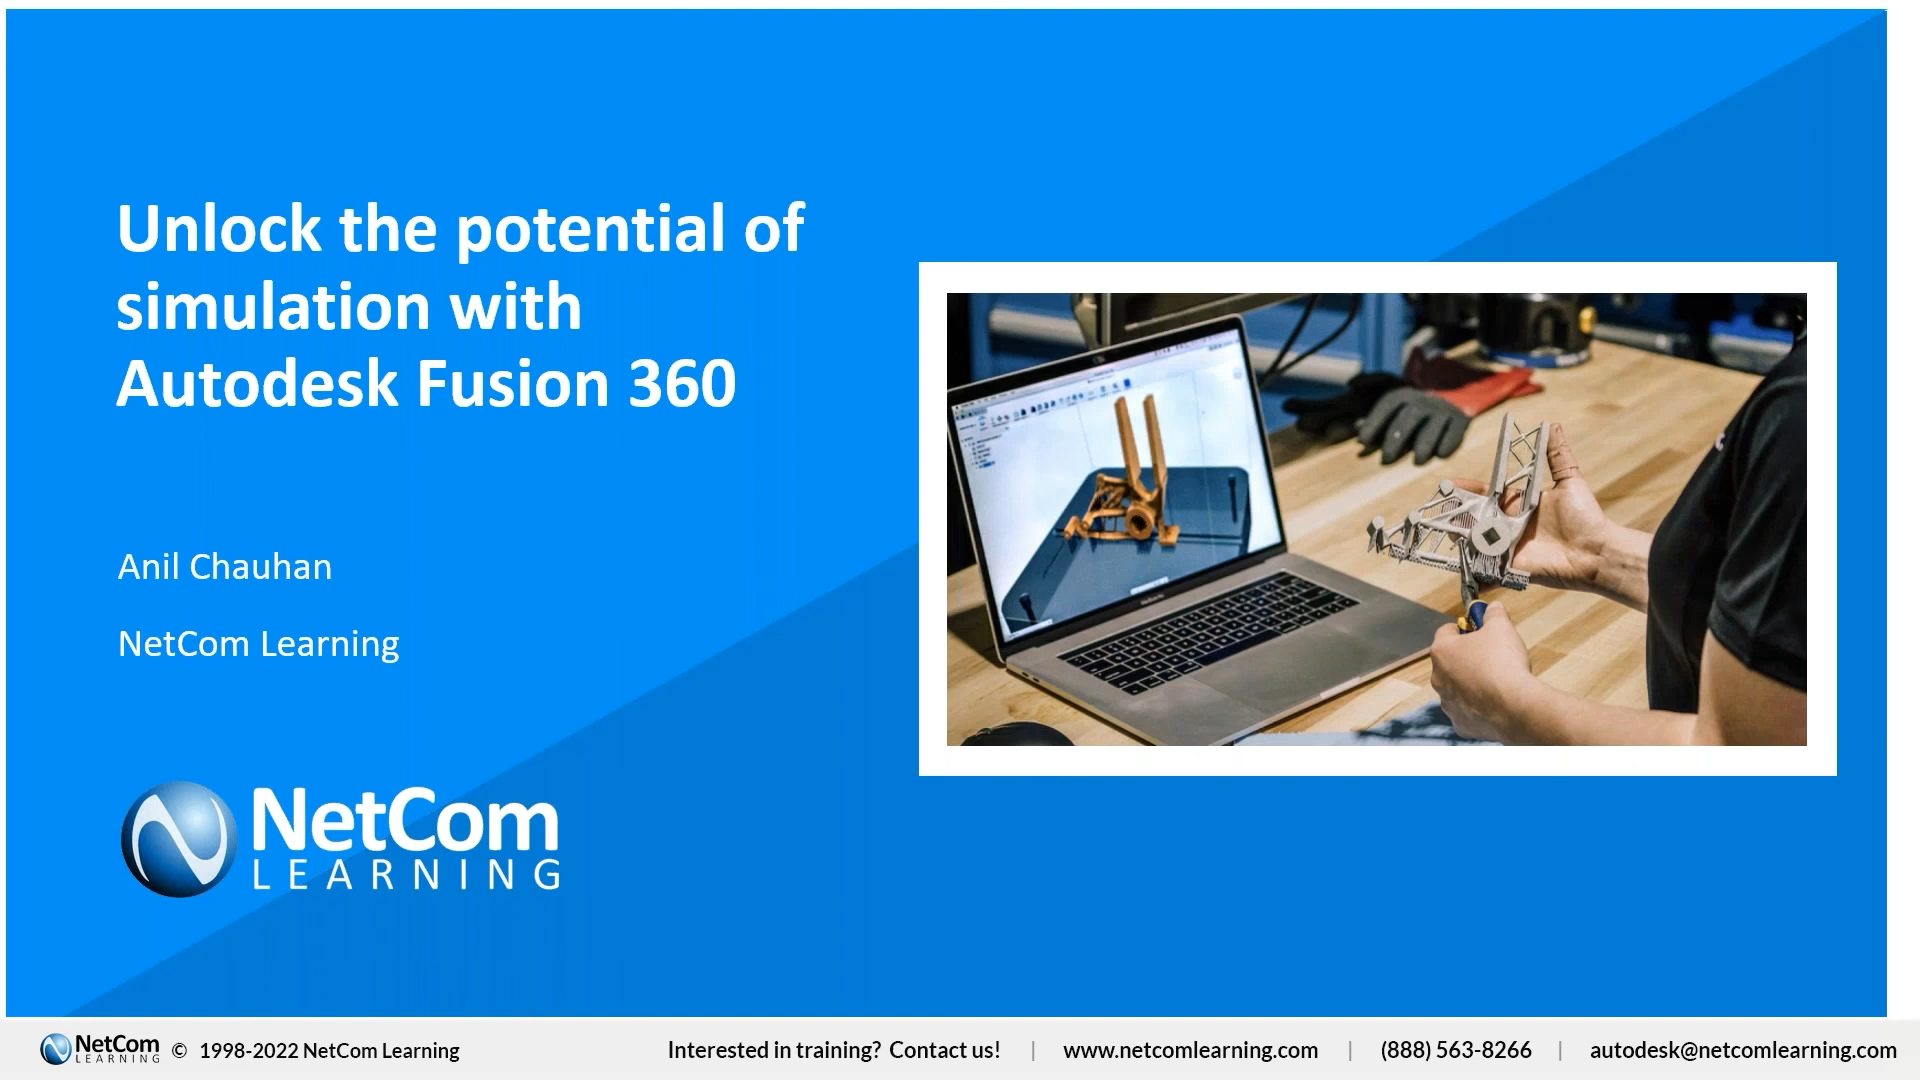 Unlock the potential of
simulation with
Autodesk Fusion 360
Anil Chauhan
NetCom Learning
NetCom
LEARNING
NetCom
LEARNING
© 1998-2022 NetCom Learning
Interested in training? Contact us! | www.netcomlearning.com | (888) 563-8266 | autodesk@netcomlearning.com